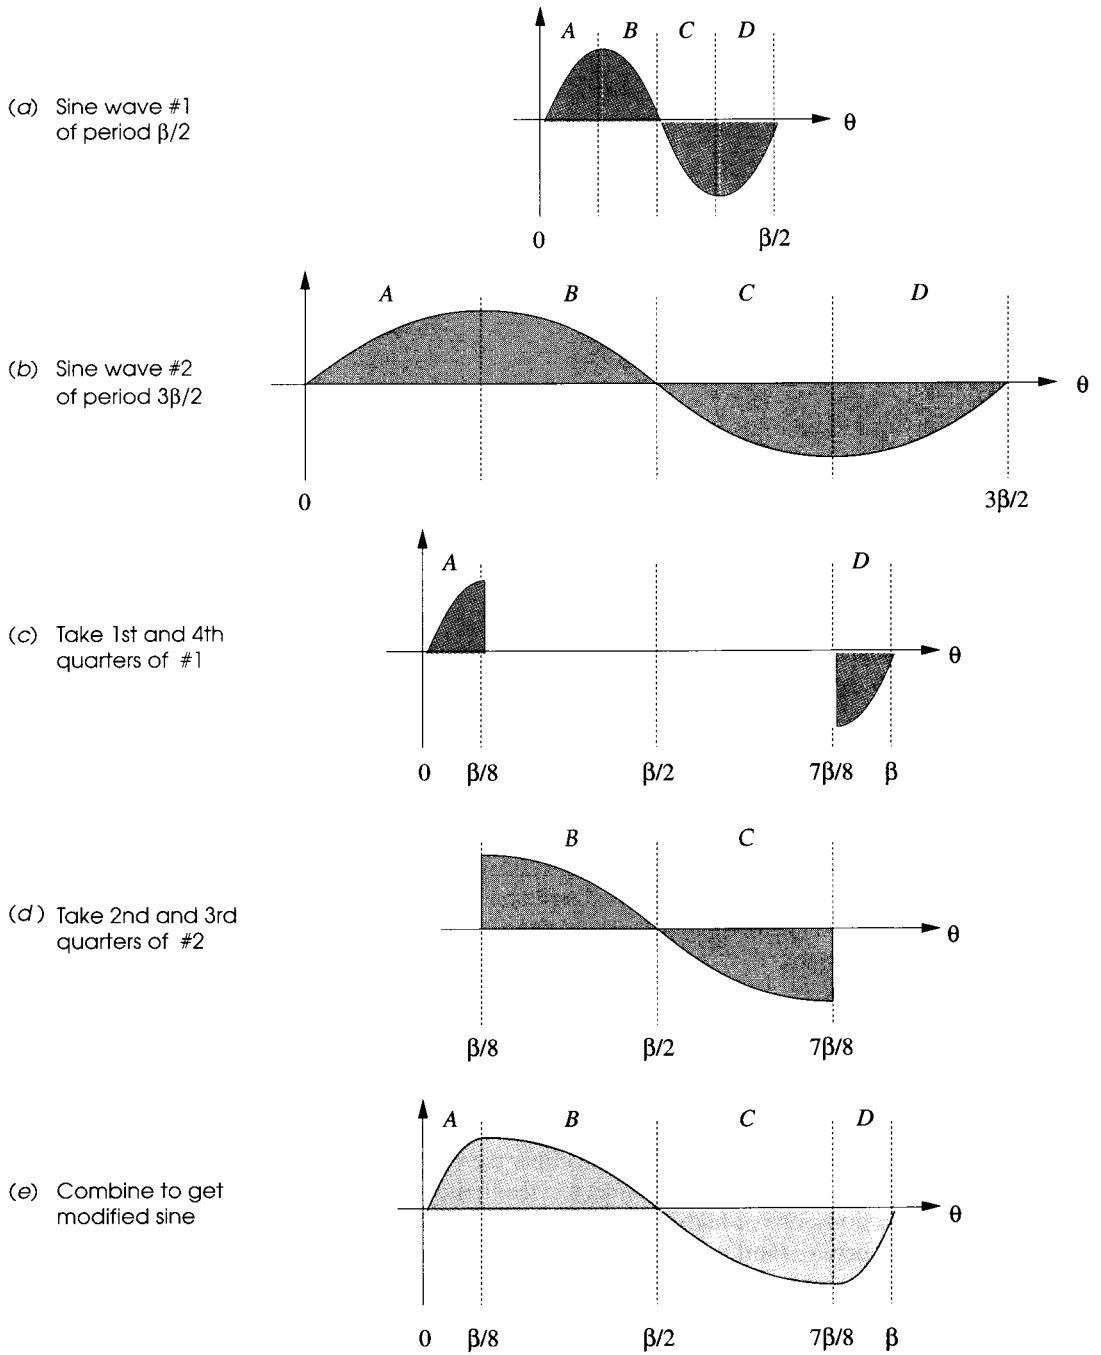 A B C D
(a) Sine wave #1
of period β/2
θ
0 β/2
A B C D
(b) Sine wave #2
of period 3β/2
θ
0 3β/2
A D
(c) Take 1st and 4th
quarters of #1
θ
0 β/8 β/2 7β/8 β
B C
(d) Take 2nd and 3rd
quarters of #2
θ
β/8 β/2 7β/8
A B C D
(e) Combine to get
modified sine
θ
0 β/8 β/2 7β/8 β